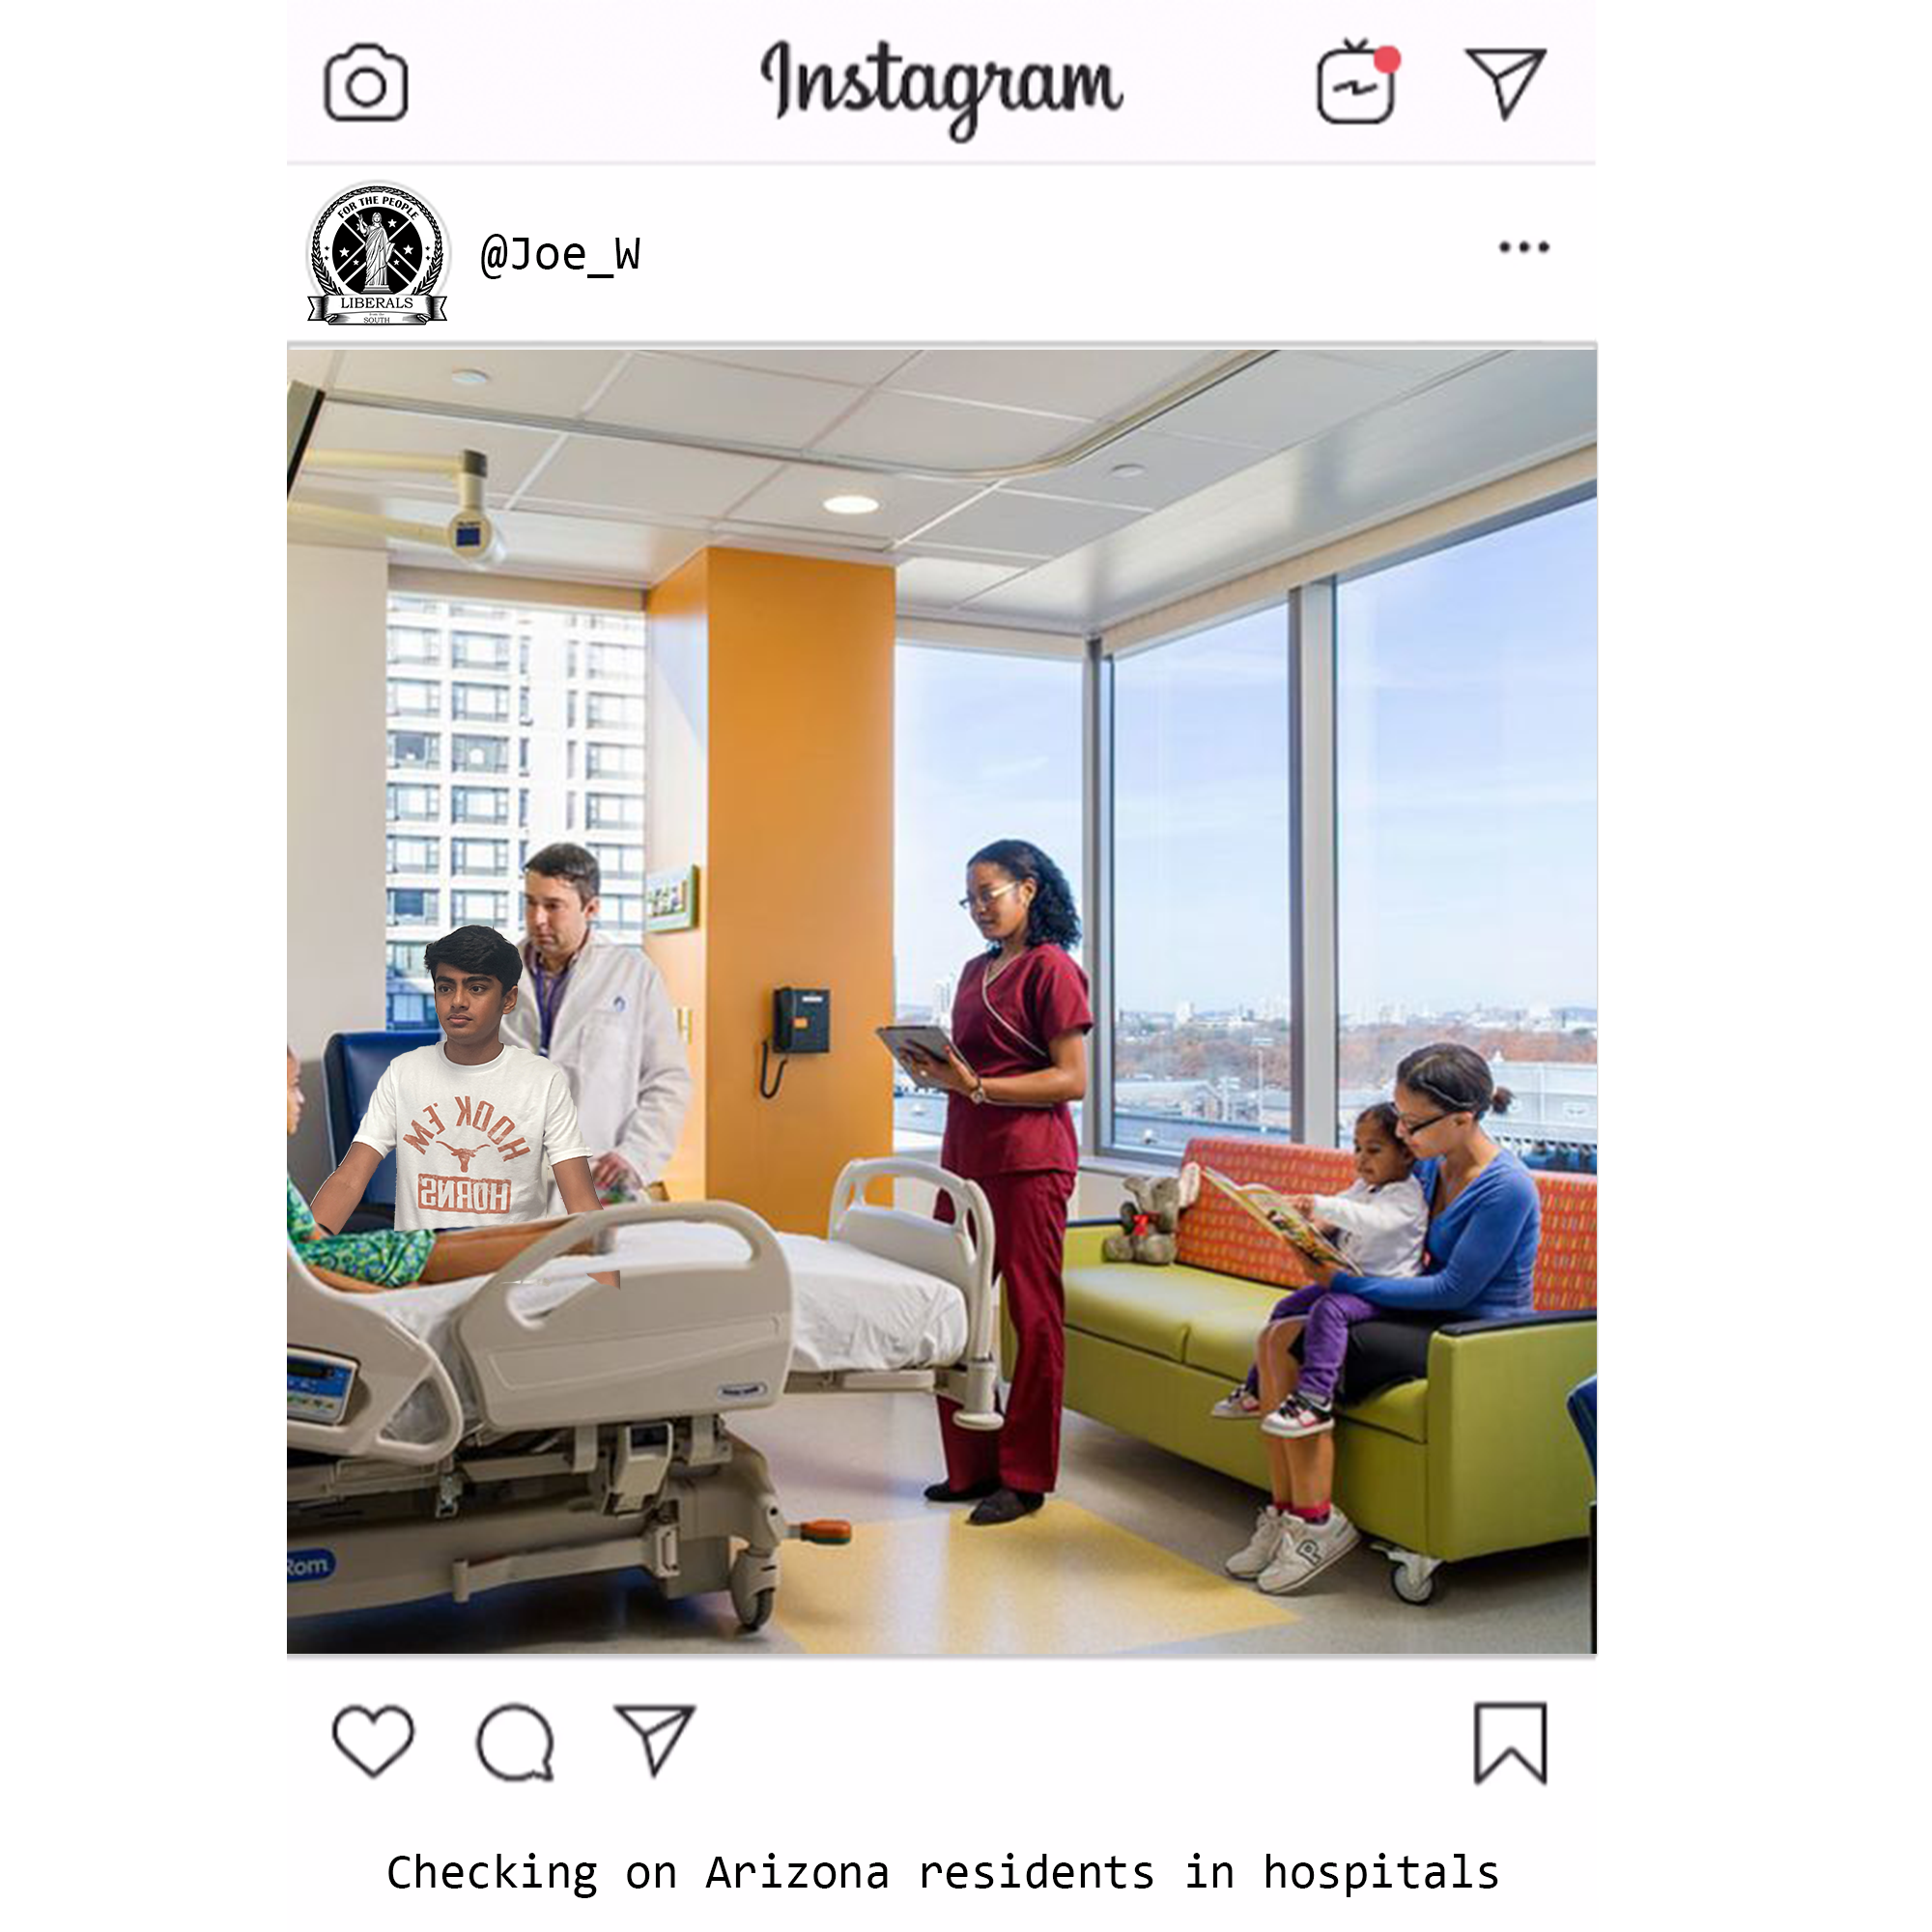 Instagram
FOR THE PEOPLE
LIBERALS
SOUTH
@Joe_W
HOOK 'EM
HORNS
Rom
Checking on Arizona residents in hospitals